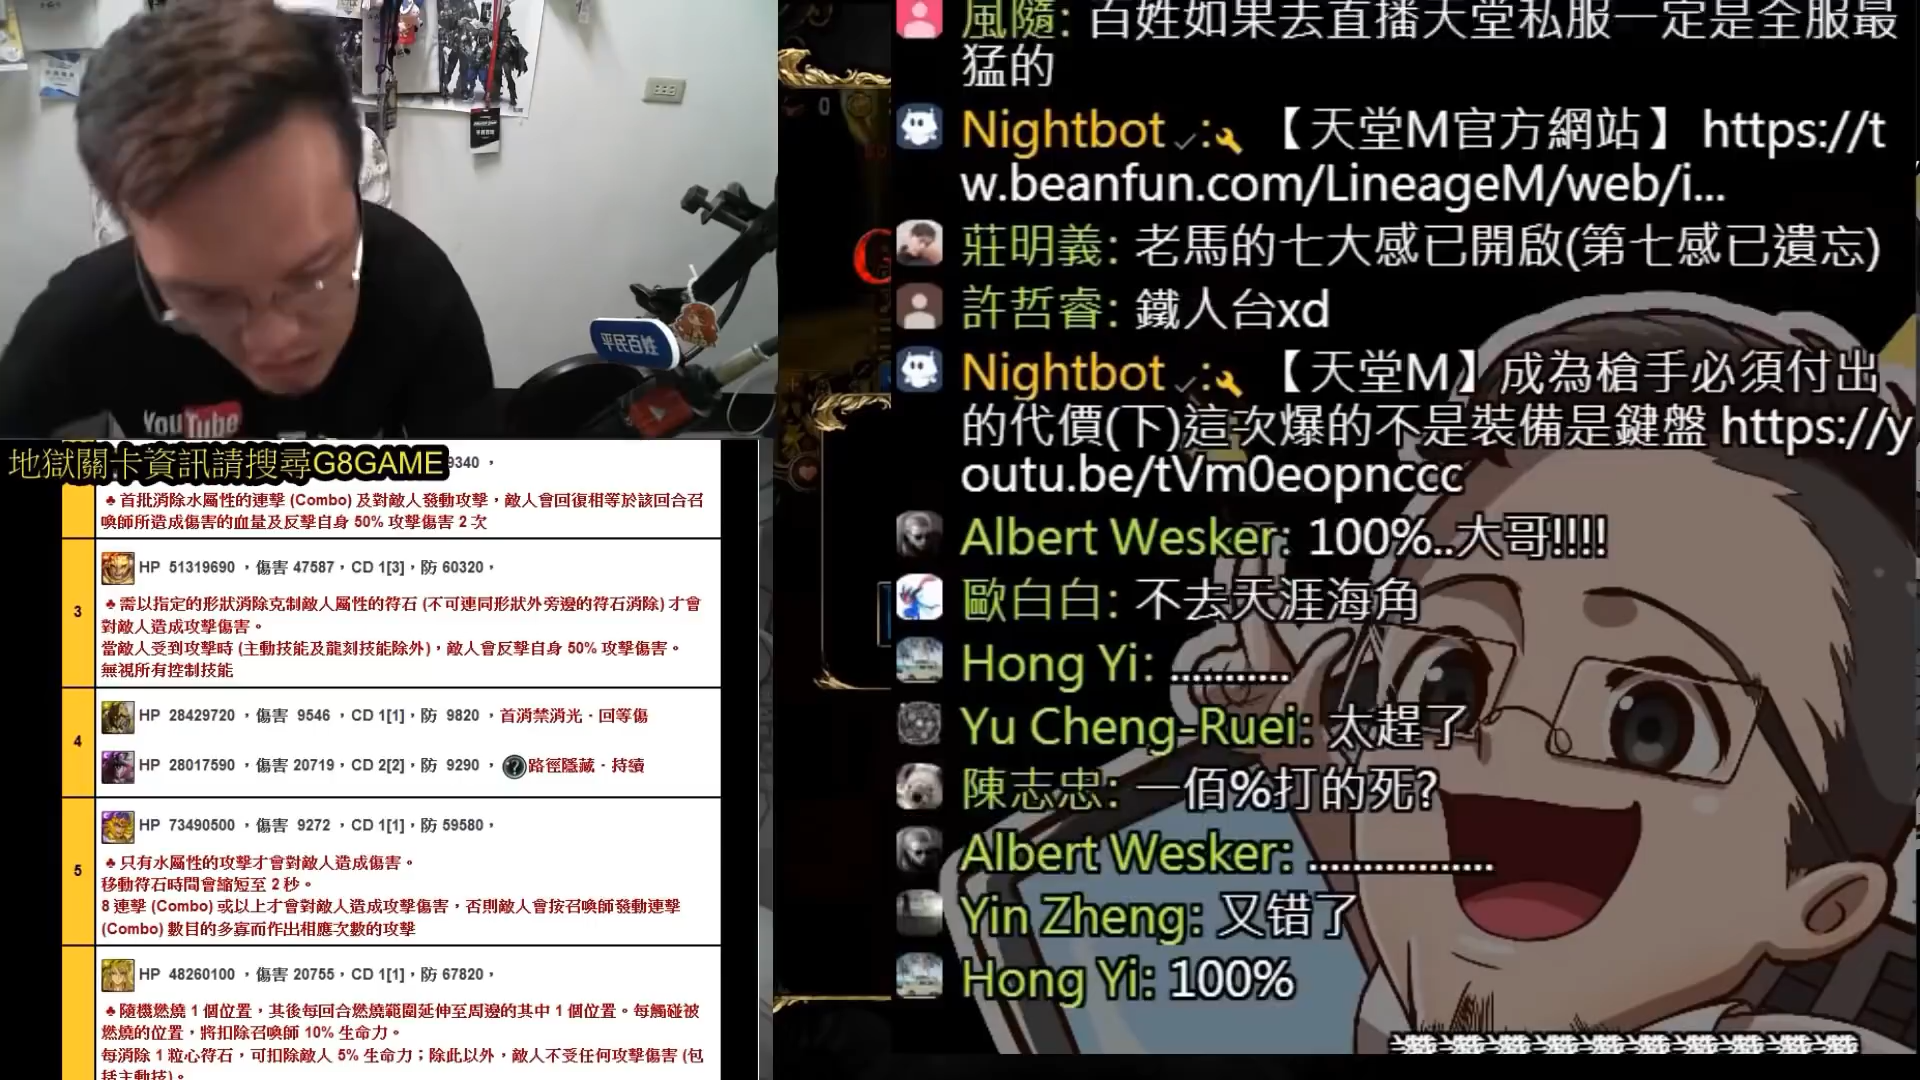 YouTube
平民百姓
地獄關卡資訊請搜尋G8GAME
9340，
♣ 首批消除水屬性的連擊 (Combo) 及對敵人發動攻擊，敵人會回復相等於該回合召
喚師所造成傷害的血量及反擊自身 50% 攻擊傷害 2 次
3
HP 51319690 ，傷害 47587，CD 1[3]，防 60320，
♣ 需以指定的形狀消除克制敵人屬性的符石 (不可連同形狀外旁邊的符石消除) 才會
對敵人造成攻擊傷害。
當敵人受到攻擊時 (主動技能及龍刻技能除外)，敵人會反擊自身 50% 攻擊傷害。
無視所有控制技能
4
HP 28429720 ，傷害 9546 ，CD 1[1]，防 9820，首消禁消光．回等傷
HP 28017590 ，傷害 20719，CD 2[2]，防 9290，?路徑隱藏．持續
5
HP 73490500 ，傷害 9272 ，CD 1[1]，防 59580，
♣ 只有水屬性的攻擊才會對敵人造成傷害。
移動符石時間會縮短至 2 秒。
8 連擊 (Combo) 或以上才會對敵人造成攻擊傷害，否則敵人會按召喚師發動連擊
(Combo) 數目的多寡而作出相應次數的攻擊
HP 48260100 ，傷害 20755，CD 1[1]，防 67820，
♣ 隨機燃燒 1 個位置，其後每回合燃燒範圍延伸至周邊的其中 1 個位置。每觸碰被
燃燒的位置，將扣除召喚師 10% 生命力。
每消除 1 粒心符石，可扣除敵人 5% 生命力；除此以外，敵人不受任何攻擊傷害 (包
括主動技)。
風隨: 百姓如果去直播天堂私服一定是全服最
猛的
Nightbot ✓:【天堂M官方網站】 https://t
w.beanfun.com/LineageM/web/i...
莊明義: 老馬的七大感已開啟(第七感已遺忘)
許哲睿: 鐵人台xd
Nightbot ✓:【天堂M】成為槍手必須付出
的代價(下)這次爆的不是裝備是鍵盤 https://y
outu.be/tVm0eopnccc
Albert Wesker: 100%..大哥!!!!
歐白白: 不去天涯海角
Hong Yi: ............
Yu Cheng-Ruei: 太趕了
陳志忠: 一佰%打的死?
Albert Wesker: ................
Yin Zheng: 又错了
Hong Yi: 100%